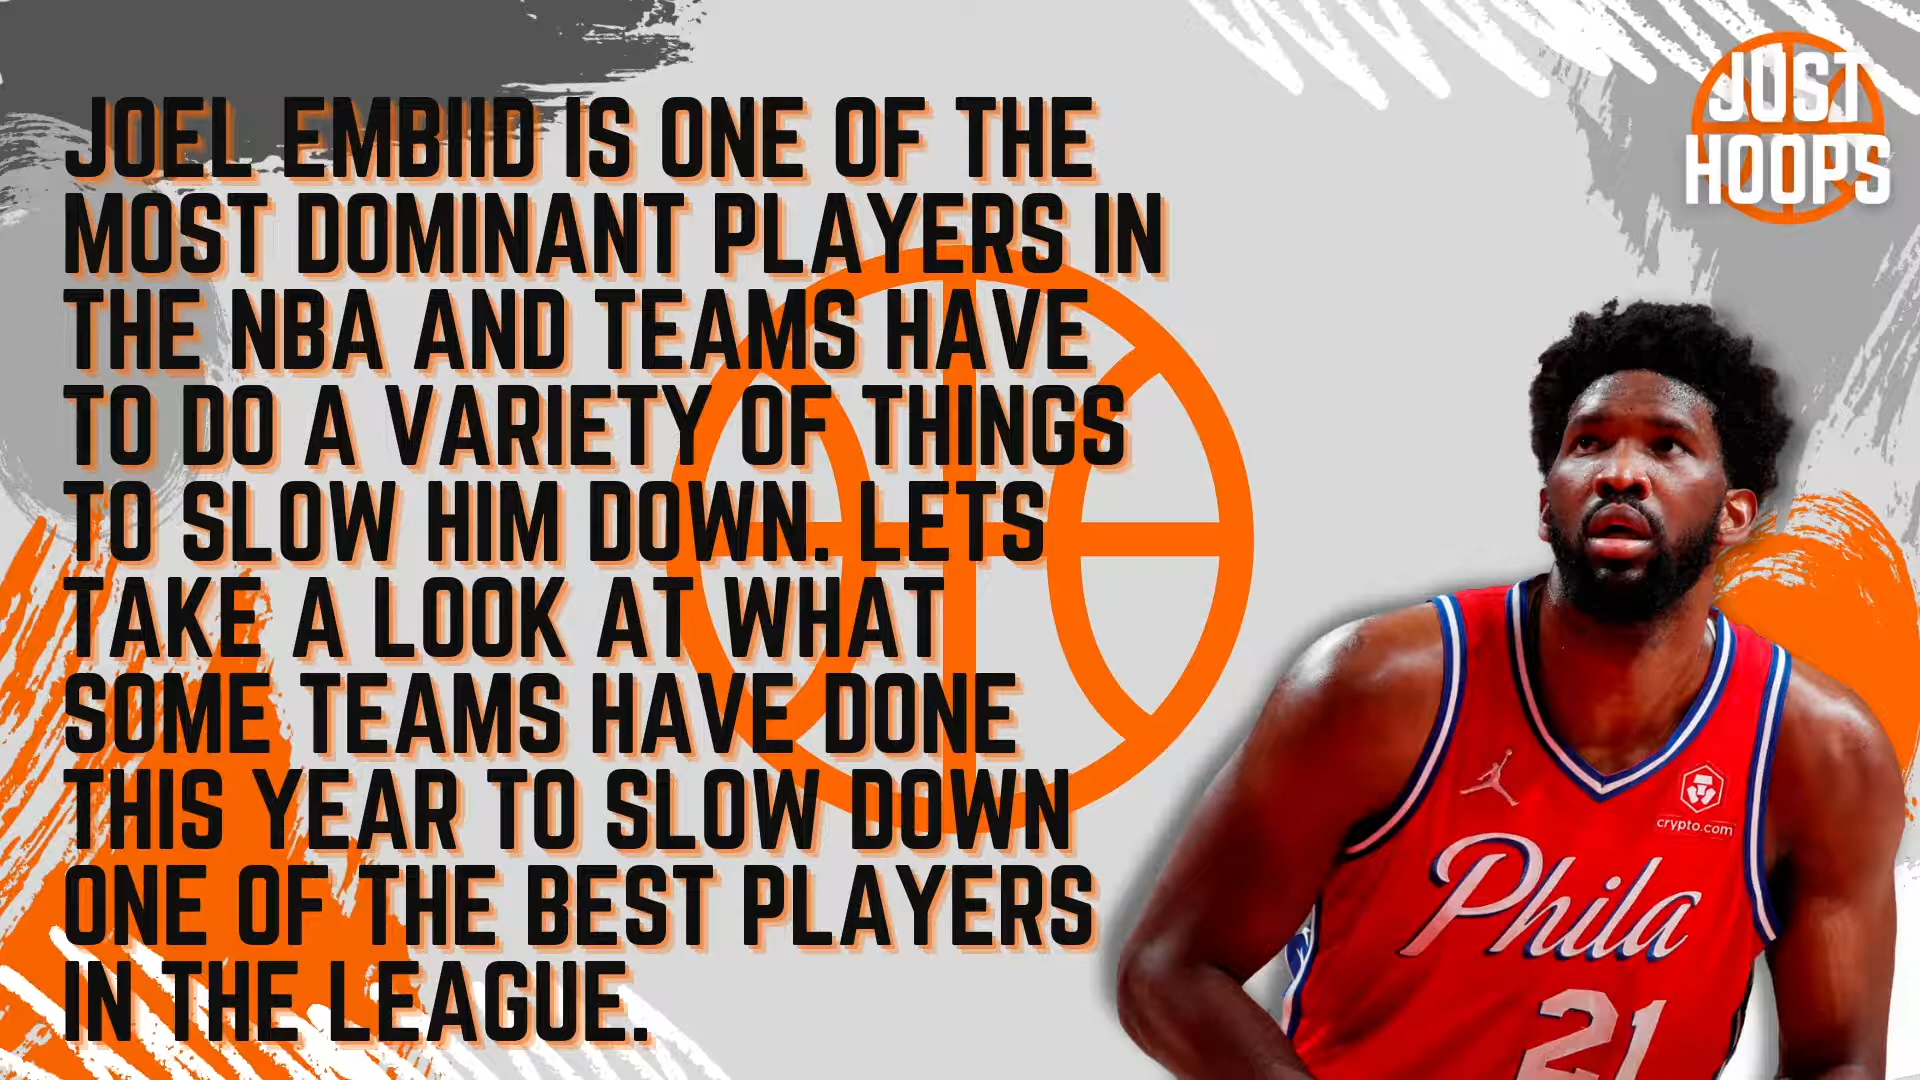 JOEL EMBIID IS ONE OF THE
MOST DOMINANT PLAYERS IN
THE NBA AND TEAMS HAVE
TO DO A VARIETY OF THINGS
TO SLOW HIM DOWN. LETS
TAKE A LOOK AT WHAT
SOME TEAMS HAVE DONE
THIS YEAR TO SLOW DOWN
ONE OF THE BEST PLAYERS
IN THE LEAGUE.
JUST
HOOPS
crypto.com
Phila
21